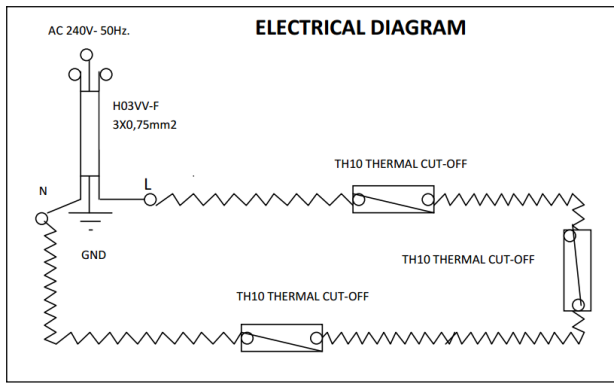 ELECTRICAL DIAGRAM
AC 240V- 50Hz.
H03VV-F
3X0,75mm2
TH10 THERMAL CUT-OFF
N
L
GND
TH10 THERMAL CUT-OFF
TH10 THERMAL CUT-OFF